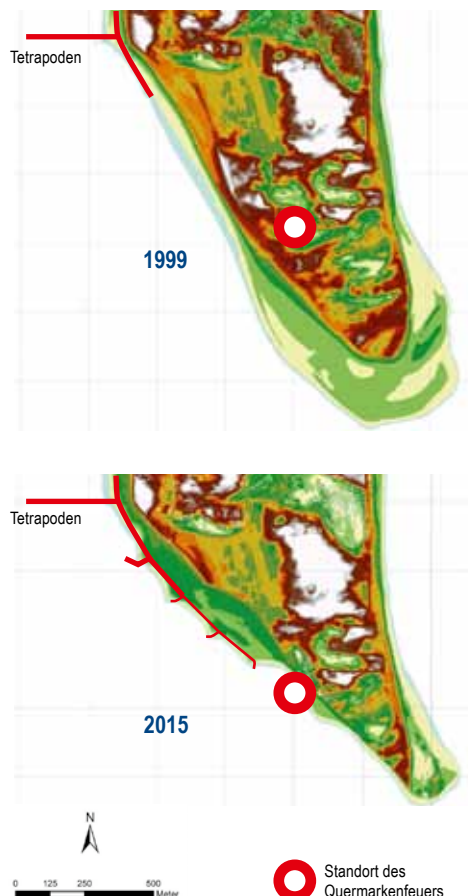 Tetrapoden
1999
Tetrapoden
2015
N
0 125 250 500
Meter
Standort des
Quermarkenfeuers